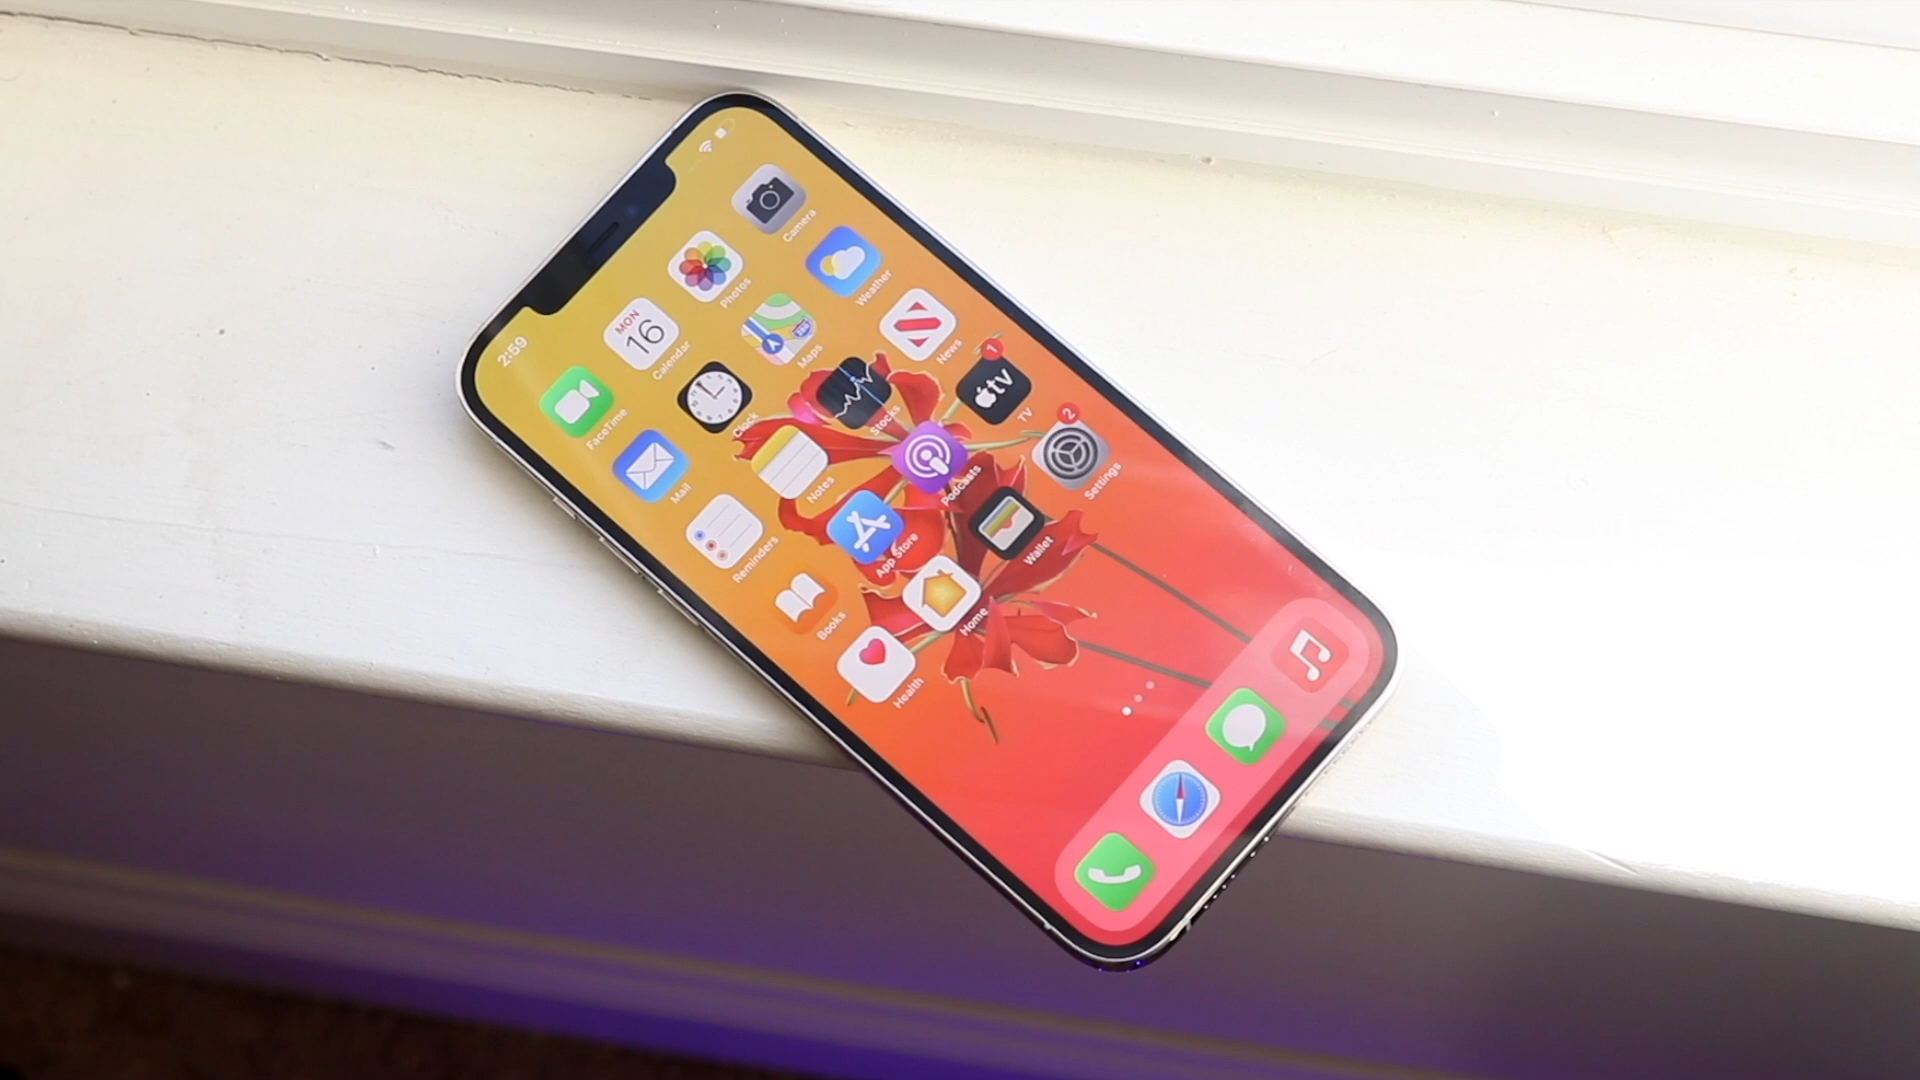 2:59
FaceTime
MON
16
Calendar
Photos
Camera
Mail
Clock
Maps
Weather
Reminders
Notes
Stocks
News
Books
App Store
Podcasts
tv
1
TV
Health
Home
Wallet
2
Settings